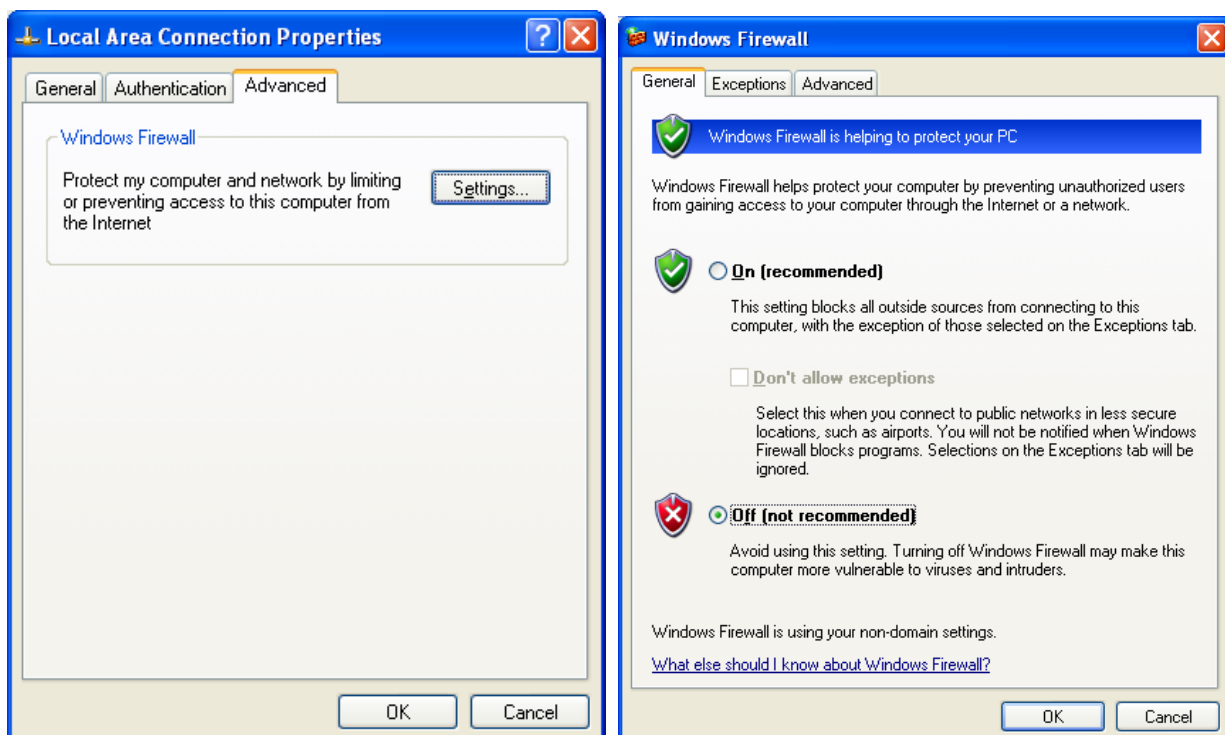 Local Area Connection Properties
General Authentication Advanced
Windows Firewall
Protect my computer and network by limiting
or preventing access to this computer from
the Internet
Settings...
OK Cancel
Windows Firewall
General Exceptions Advanced
Windows Firewall is helping to protect your PC
Windows Firewall helps protect your computer by preventing unauthorized users
from gaining access to your computer through the Internet or a network.
On (recommended)
This setting blocks all outside sources from connecting to this
computer, with the exception of those selected on the Exceptions tab.
Don't allow exceptions
Select this when you connect to public networks in less secure
locations, such as airports. You will not be notified when Windows
Firewall blocks programs. Selections on the Exceptions tab will be
ignored.
Off (not recommended)
Avoid using this setting. Turning off Windows Firewall may make this
computer more vulnerable to viruses and intruders.
Windows Firewall is using your non-domain settings.
What else should I know about Windows Firewall?
OK Cancel